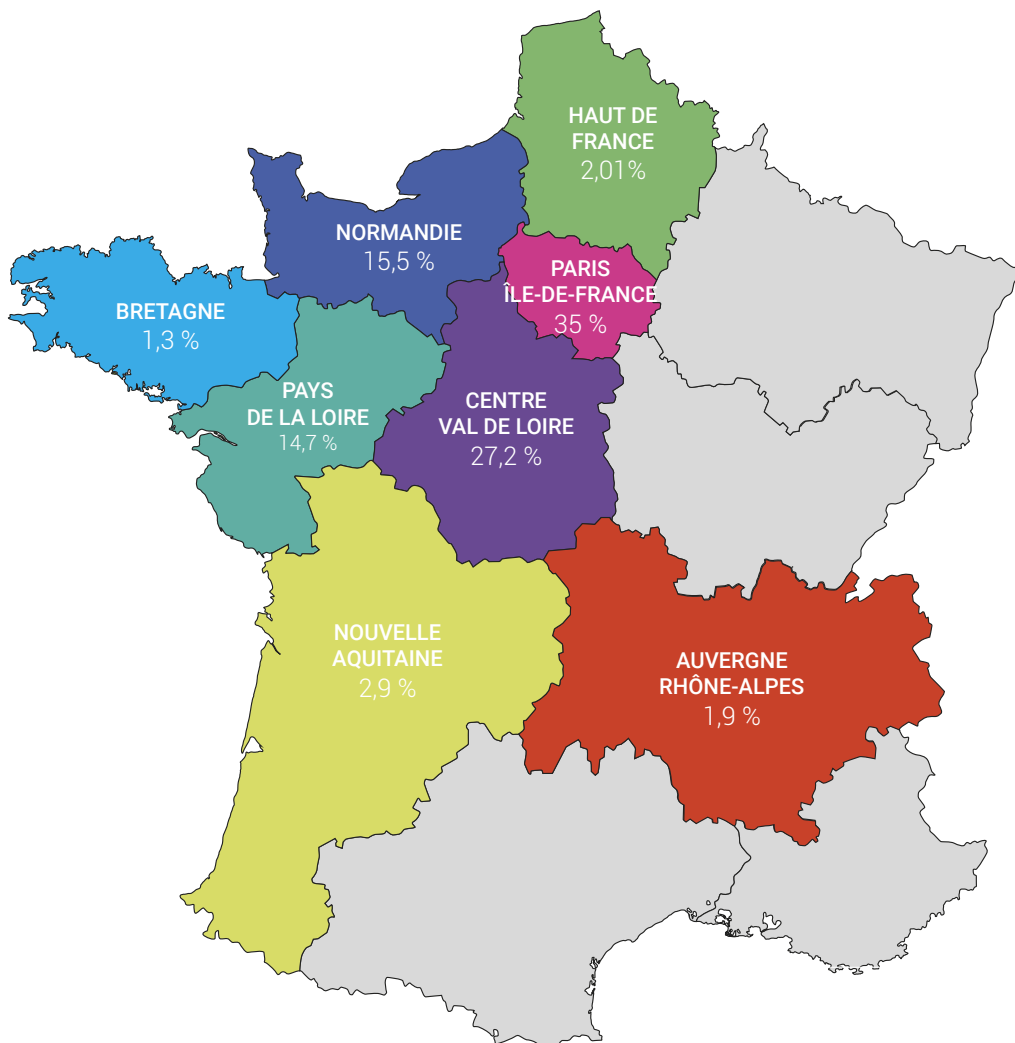 HAUT DE
FRANCE
2,01%
NORMANDIE
15,5 %
PARIS
ÎLE-DE-FRANCE
35 %
BRETAGNE
1,3 %
PAYS
DE LA LOIRE
14,7 %
CENTRE
VAL DE LOIRE
27,2 %
NOUVELLE
AQUITAINE
2,9 %
AUVERGNE
RHÔNE-ALPES
1,9 %